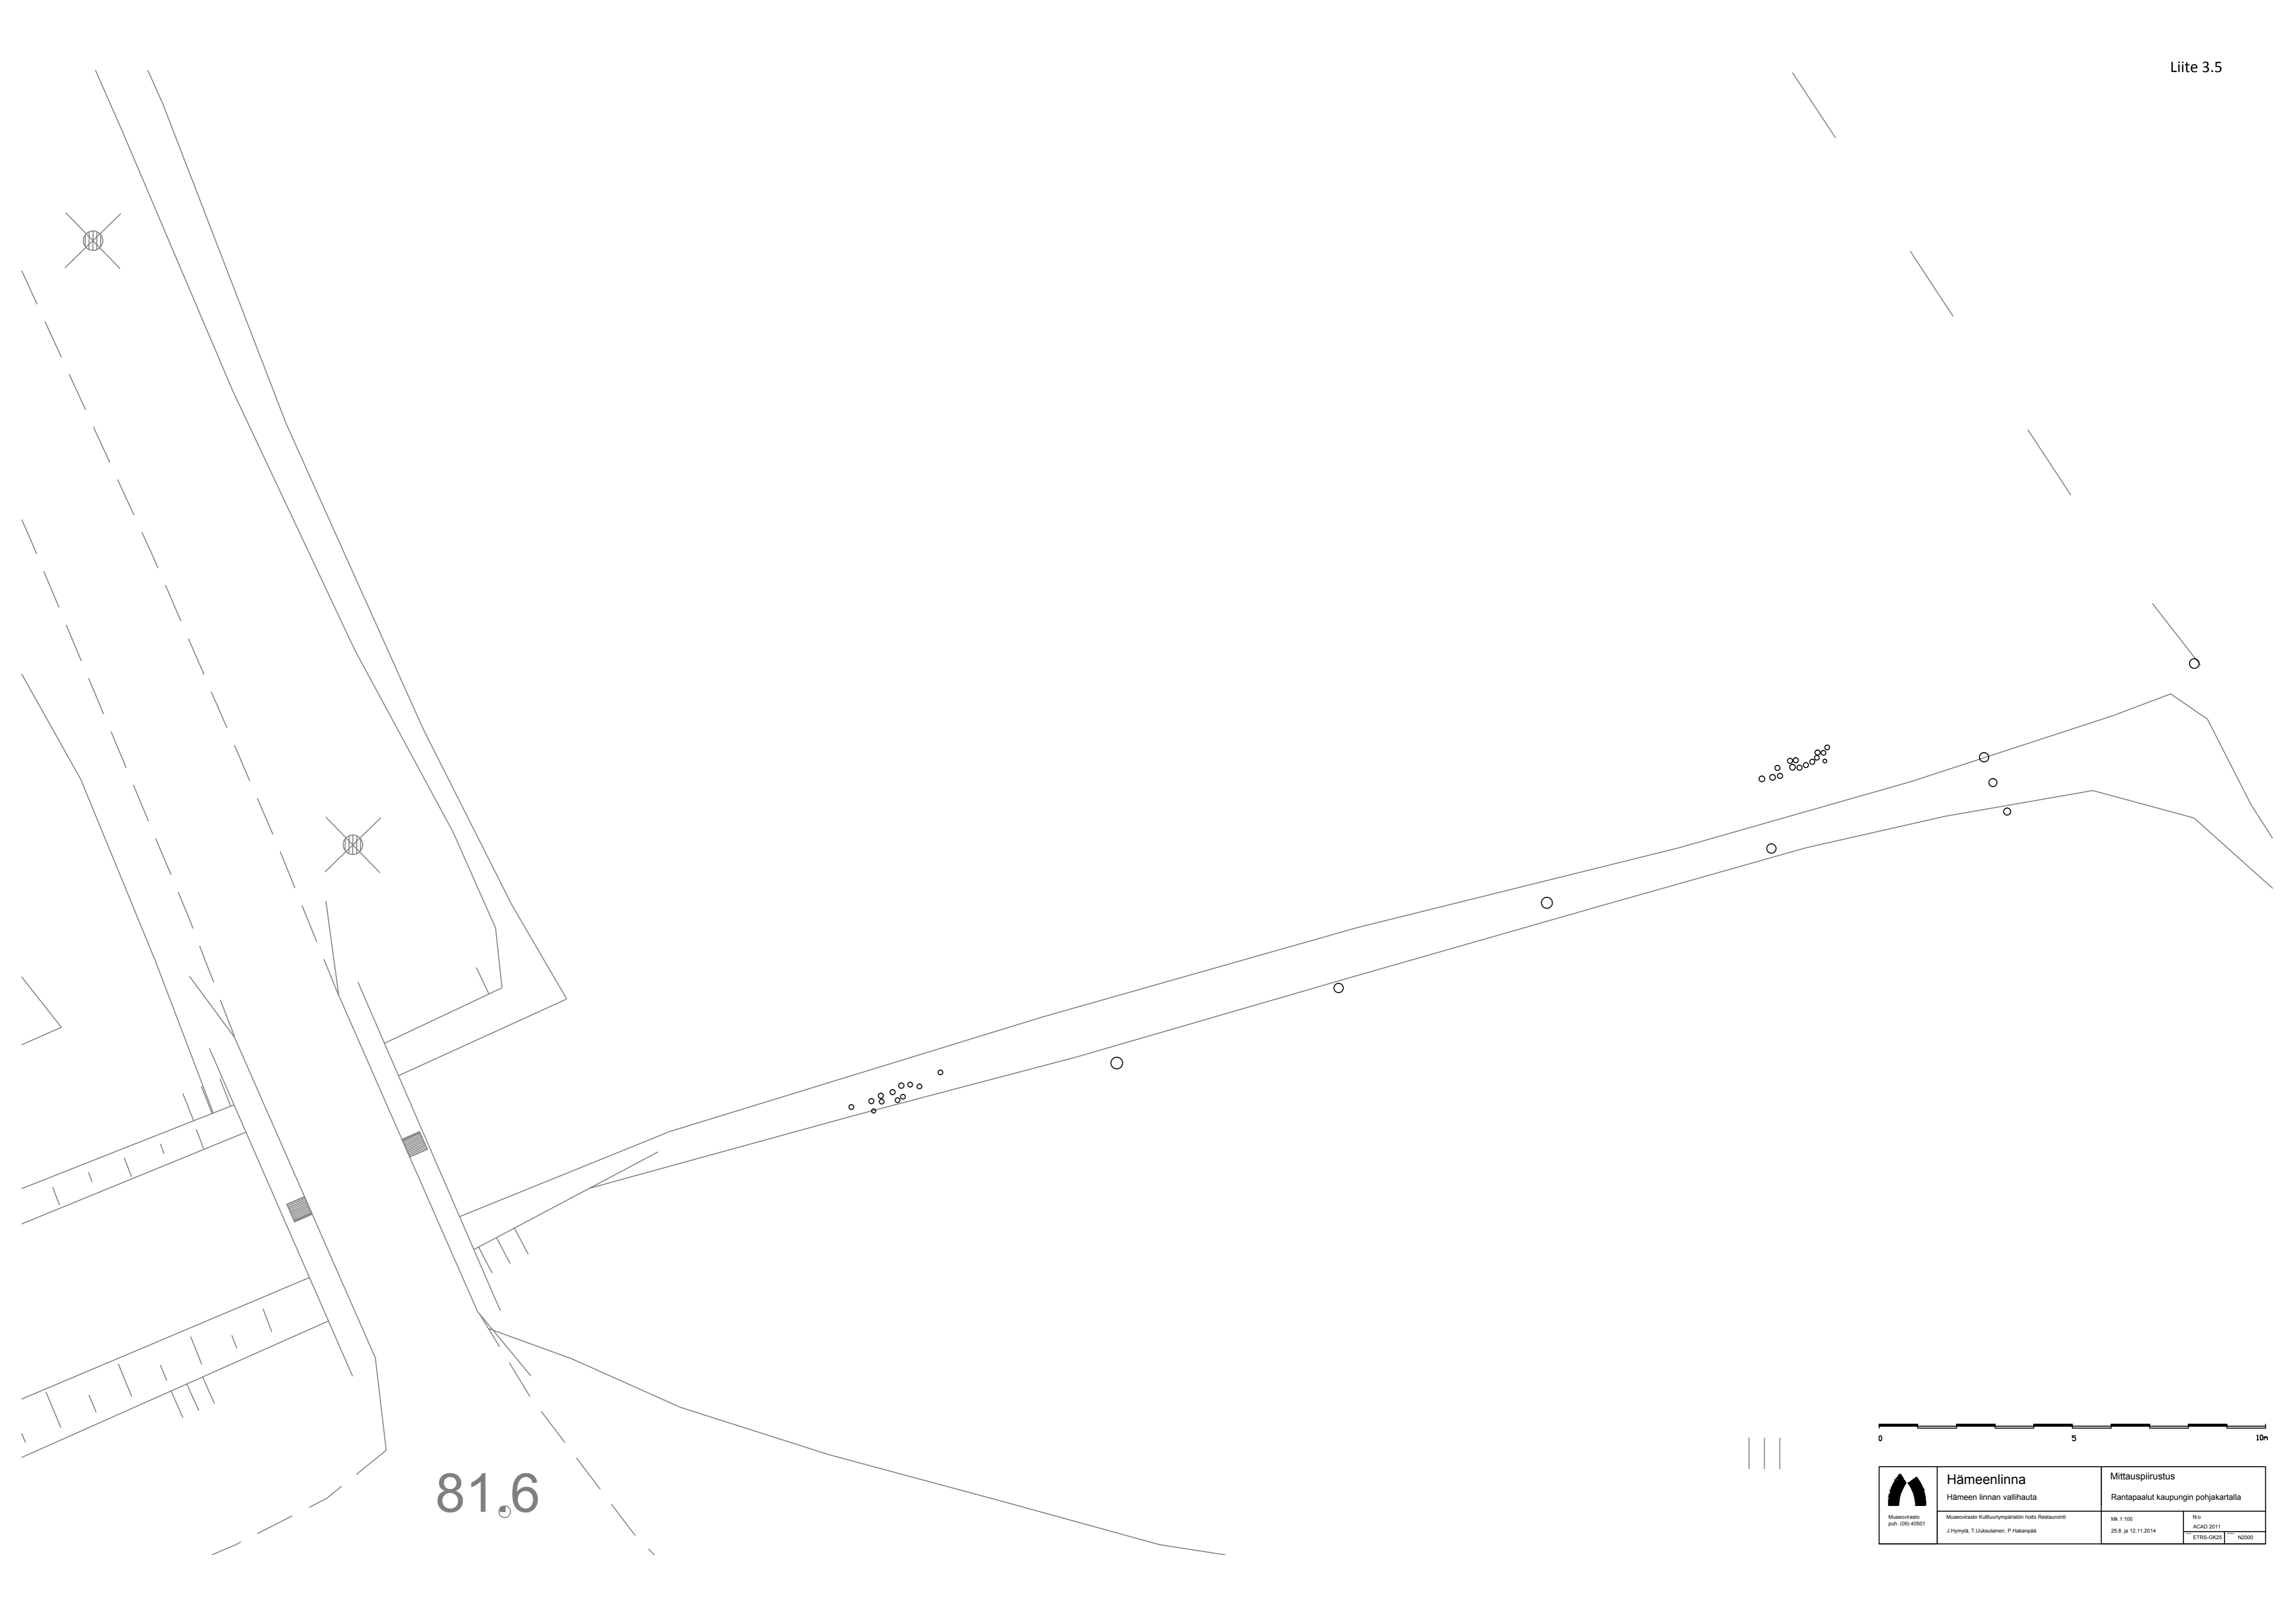 Liite 3.5
81.6
0 5 10m
Museovirasto
puh. (09) 40501
Hämeenlinna
Hämeen linnan vallihauta
Museovirasto Kulttuuriympäristön hoito Restaurointi
J.Hymylä, T.Uuksulainen, P.Hakanpää
Mittauspiirustus
Rantapaalut kaupungin pohjakartalla
Mk 1:100
25.8. ja 12.11.2014
N:o
ACAD 2011
ETRS-GK25 N2000